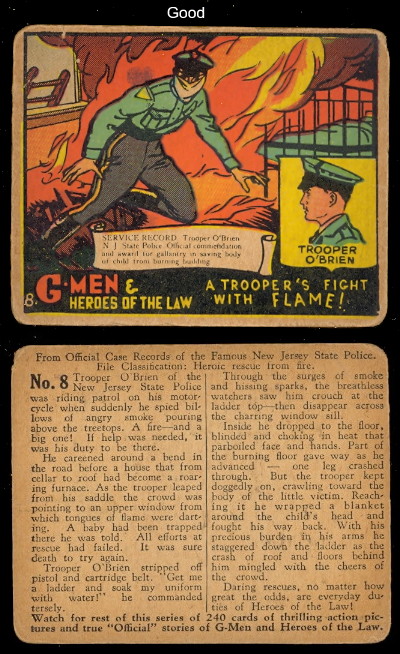 Good
SERVICE RECORD Trooper O'Brien
N J State Police Official commendation
and award for gallantry in saving body
of child from burning building
TROOPER
O'BRIEN
8.
G-MEN &
HEROES OF THE LAW
A TROOPER'S FIGHT
WITH FLAME!
From Official Case Records of the Famous New Jersey State Police.
File Classification: Heroic rescue from fire.
No. 8 Trooper O'Brien of the
New Jersey State Police
was riding patrol on his motor-
cycle when suddenly he spied bil-
lows of angry smoke pouring
above the treetops. A fire—and a
big one! If help was needed, it
was his duty to be there.
He careened around a bend in
the road before a house that from
cellar to roof had become a roar-
ing furnace. As the trooper leaped
from his saddle the crowd was
pointing to an upper window from
which tongues of flame were dart-
ing. A baby had been trapped
there he was told. All efforts at
rescue had failed. It was sure
death to try again.
Trooper O'Brien stripped off
pistol and cartridge belt. "Get me
a ladder and soak my uniform
with water!" he commanded
tersely.
Through the surges of smoke
and hissing sparks, the breathless
watchers saw him crouch at the
ladder top—then disappear across
the charring window sill.
Inside he dropped to the floor,
blinded and choking in heat that
parboiled face and hands. Part of
the burning floor gave way as he
advanced — one leg crashed
through. But the trooper kept
doggedly on, crawling toward the
body of the little victim. Reach-
ing it he wrapped a blanket
around the child's head and
fought his way back. With his
precious burden in his arms he
staggered down the ladder as the
crash of roof and floors behind
him mingled with the cheers of
the crowd.
Daring rescues, no matter how
great the odds, are everyday du-
ties of Heroes of the Law!
Watch for rest of this series of 240 cards of thrilling action pic-
tures and true "Official" stories of G-Men and Heroes of the Law.